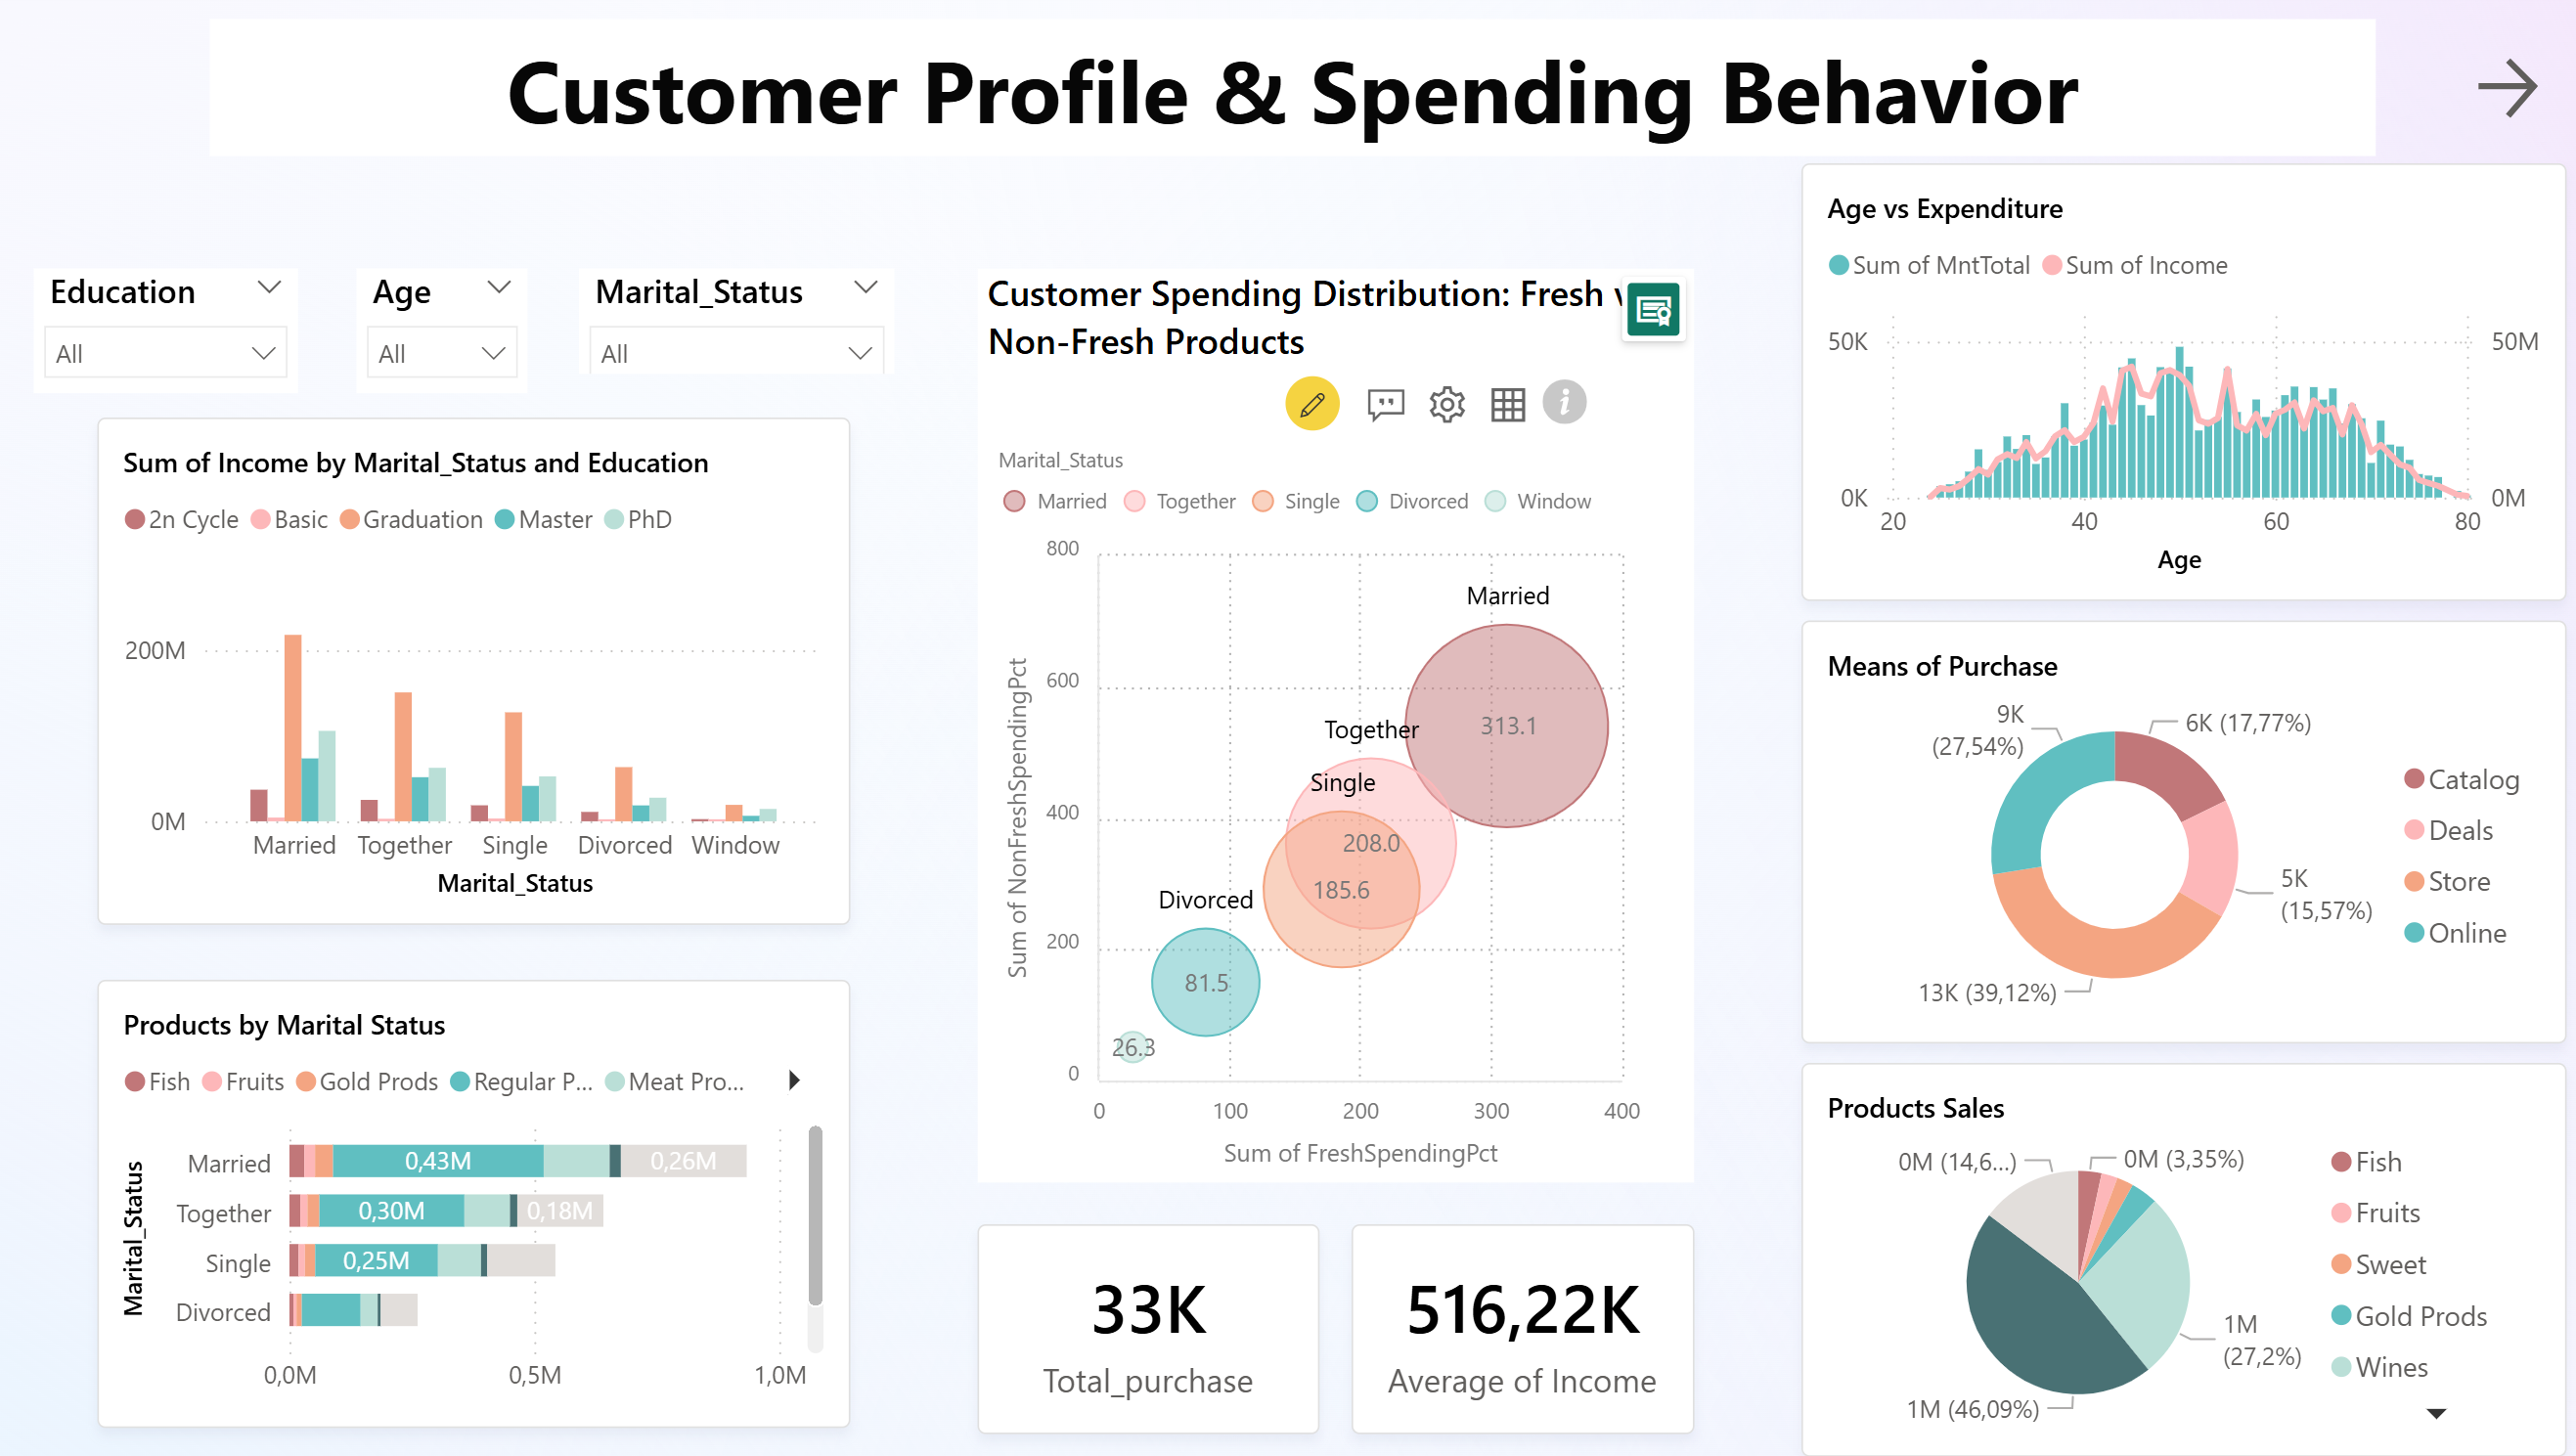 Customer Profile & Spending Behavior
Education
All
Age
All
Marital_Status
All
Sum of Income by Marital_Status and Education
2n Cycle Basic Graduation Master PhD
200M
0M
Married Together Single Divorced Window
Marital_Status
Products by Marital Status
Fish Fruits Gold Prods Regular P... Meat Pro...
Marital_Status
Married 0,43M 0,26M
Together 0,30M 0,18M
Single 0,25M
Divorced
0,0M 0,5M 1,0M
Customer Spending Distribution: Fresh
Non-Fresh Products
Marital_Status
Married Together Single Divorced Window
Sum of NonFreshSpendingPct
800
600
400
200
0
Married
313.1
Together
208.0
Single
185.6
Divorced
81.5
26.3
0 100 200 300 400
Sum of FreshSpendingPct
33K
Total_purchase
516,22K
Average of Income
Age vs Expenditure
Sum of MntTotal Sum of Income
50K 50M
0K 0M
20 40 60 80
Age
Means of Purchase
9K
(27,54%)
6K (17,77%)
5K
(15,57%)
13K (39,12%)
Catalog
Deals
Store
Online
Products Sales
0M (14,6...)
0M (3,35%)
1M
(27,2%)
1M (46,09%)
Fish
Fruits
Sweet
Gold Prods
Wines